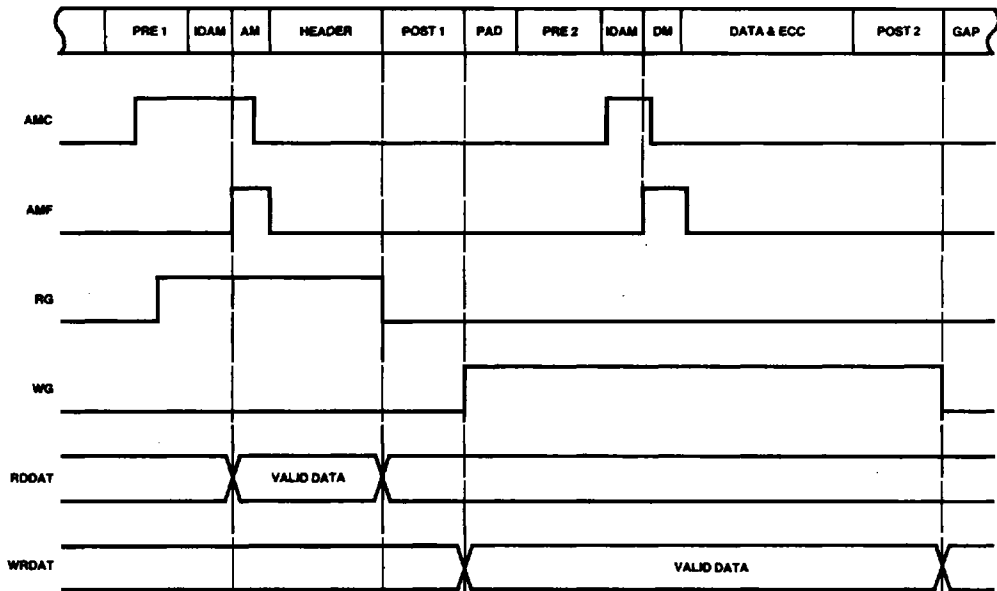 PRE 1 IDAM AM HEADER POST 1 PAD PRE 2 IDAM DM DATA & ECC POST 2 GAP
AMC
AMF
RG
WG
RDDAT VALID DATA
WRDAT VALID DATA